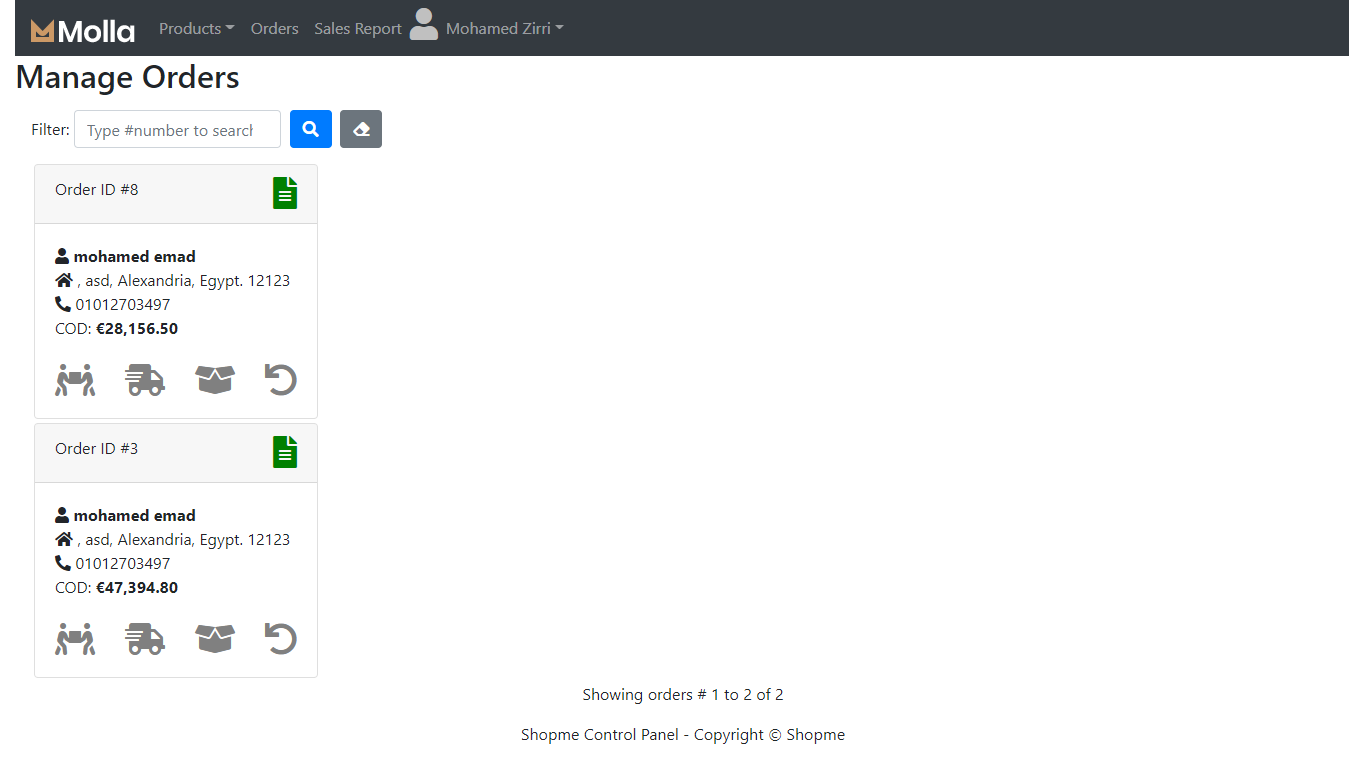 Molla Products Orders Sales Report Mohamed Zirri
Manage Orders
Filter: Type #number to search
Order ID #8
mohamed emad
, asd, Alexandria, Egypt. 12123
01012703497
COD: €28,156.50
Order ID #3
mohamed emad
, asd, Alexandria, Egypt. 12123
01012703497
COD: €47,394.80
Showing orders # 1 to 2 of 2
Shopme Control Panel - Copyright © Shopme